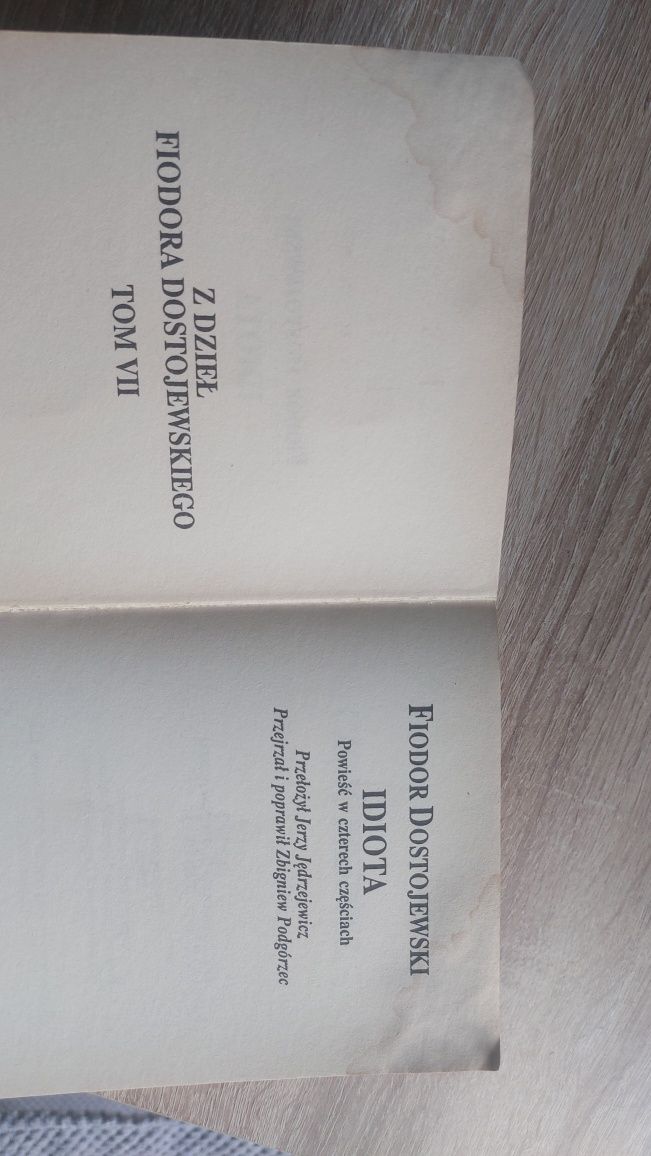 Z DZIEŁ
FIODORA DOSTOJEWSKIEGO
TOM VII
FIODOR DOSTOJEWSKI
IDIOTA
Powieść w czterech częściach
Przełożył Jerzy Jędrzejewicz
Przejrzał i poprawił Zbigniew Podgórzec